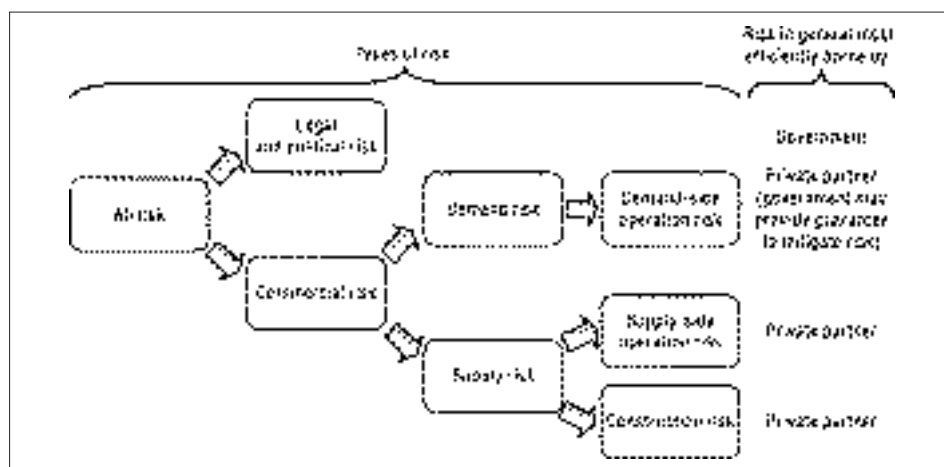 Types of risk
Risk in general most
efficiently borne by
Legal
and political risk
Government
All risk
Demand risk
Demand-side
operation risk
Private partner
(government may
provide guarantee
to mitigate risk)
Commercial risk
Supply-side
operation risk
Private partner
Supply risk
Construction risk
Private partner